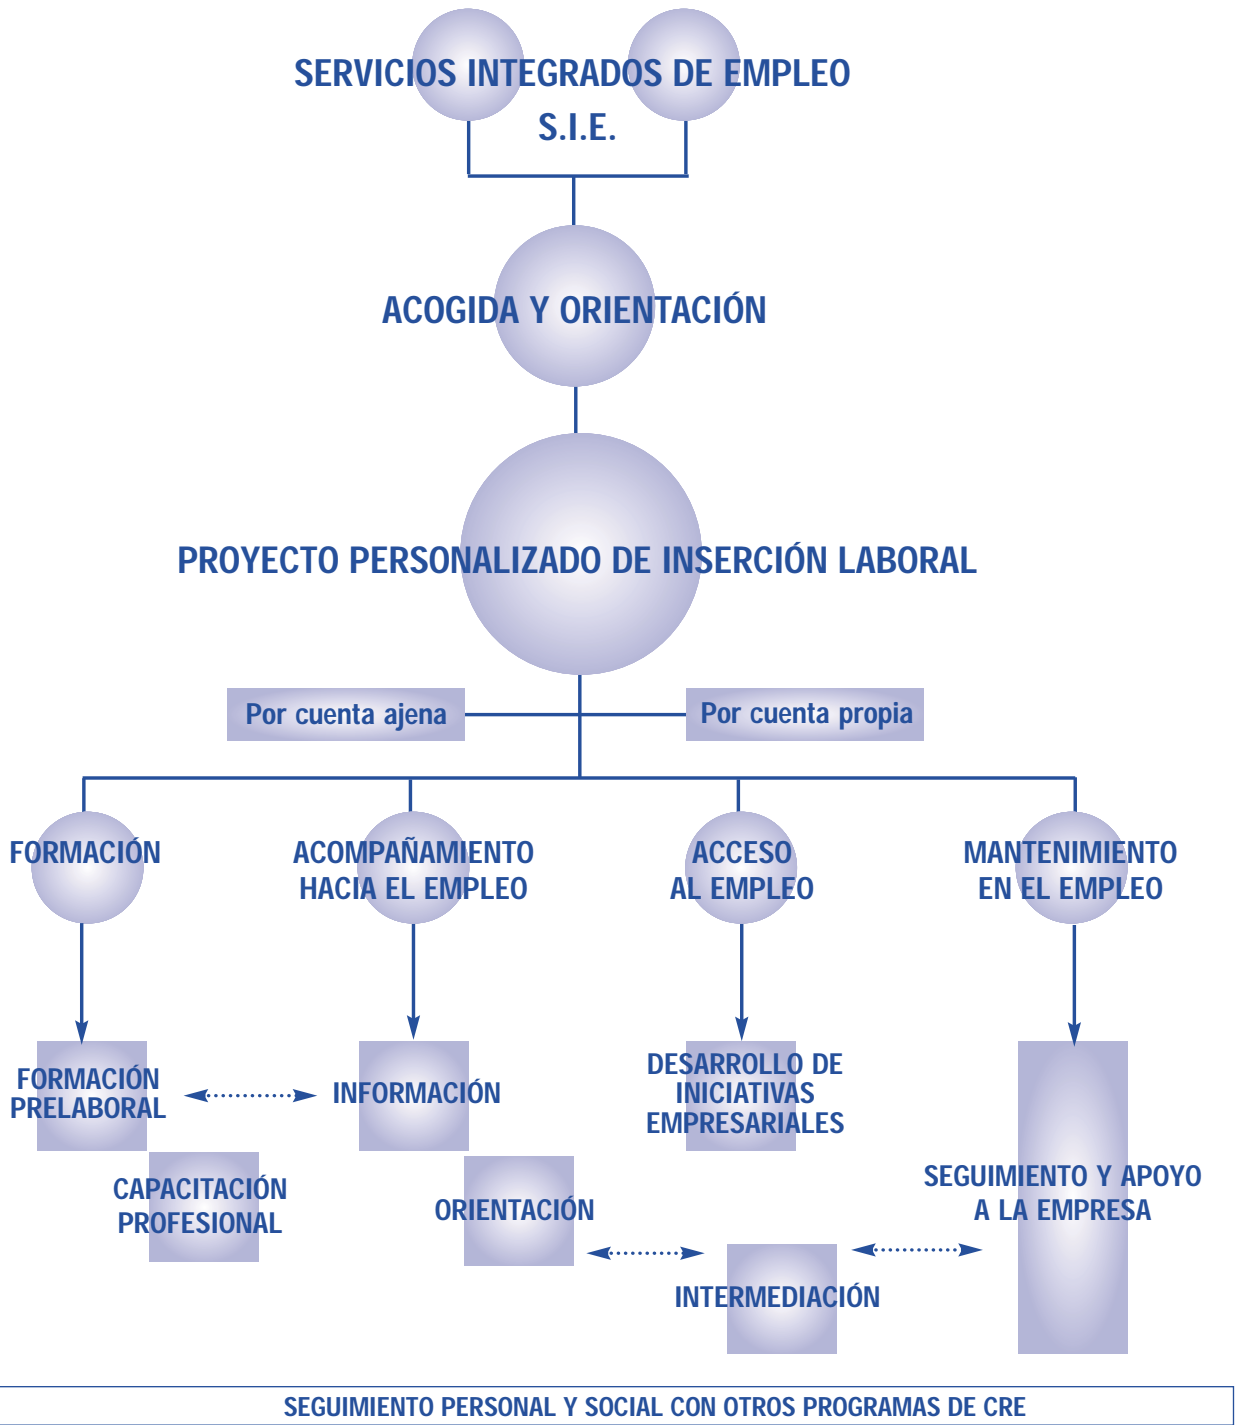 SERVICIOS INTEGRADOS DE EMPLEO
S.I.E.
ACOGIDA Y ORIENTACIÓN
PROYECTO PERSONALIZADO DE INSERCIÓN LABORAL
Por cuenta ajena
Por cuenta propia
FORMACIÓN
ACOMPAÑAMIENTO
HACIA EL EMPLEO
ACCESO
AL EMPLEO
MANTENIMIENTO
EN EL EMPLEO
FORMACIÓN
PRELABORAL
INFORMACIÓN
DESARROLLO DE
INICIATIVAS
EMPRESARIALES
CAPACITACIÓN
PROFESIONAL
ORIENTACIÓN
SEGUIMIENTO Y APOYO
A LA EMPRESA
INTERMEDIACIÓN
SEGUIMIENTO PERSONAL Y SOCIAL CON OTROS PROGRAMAS DE CRE